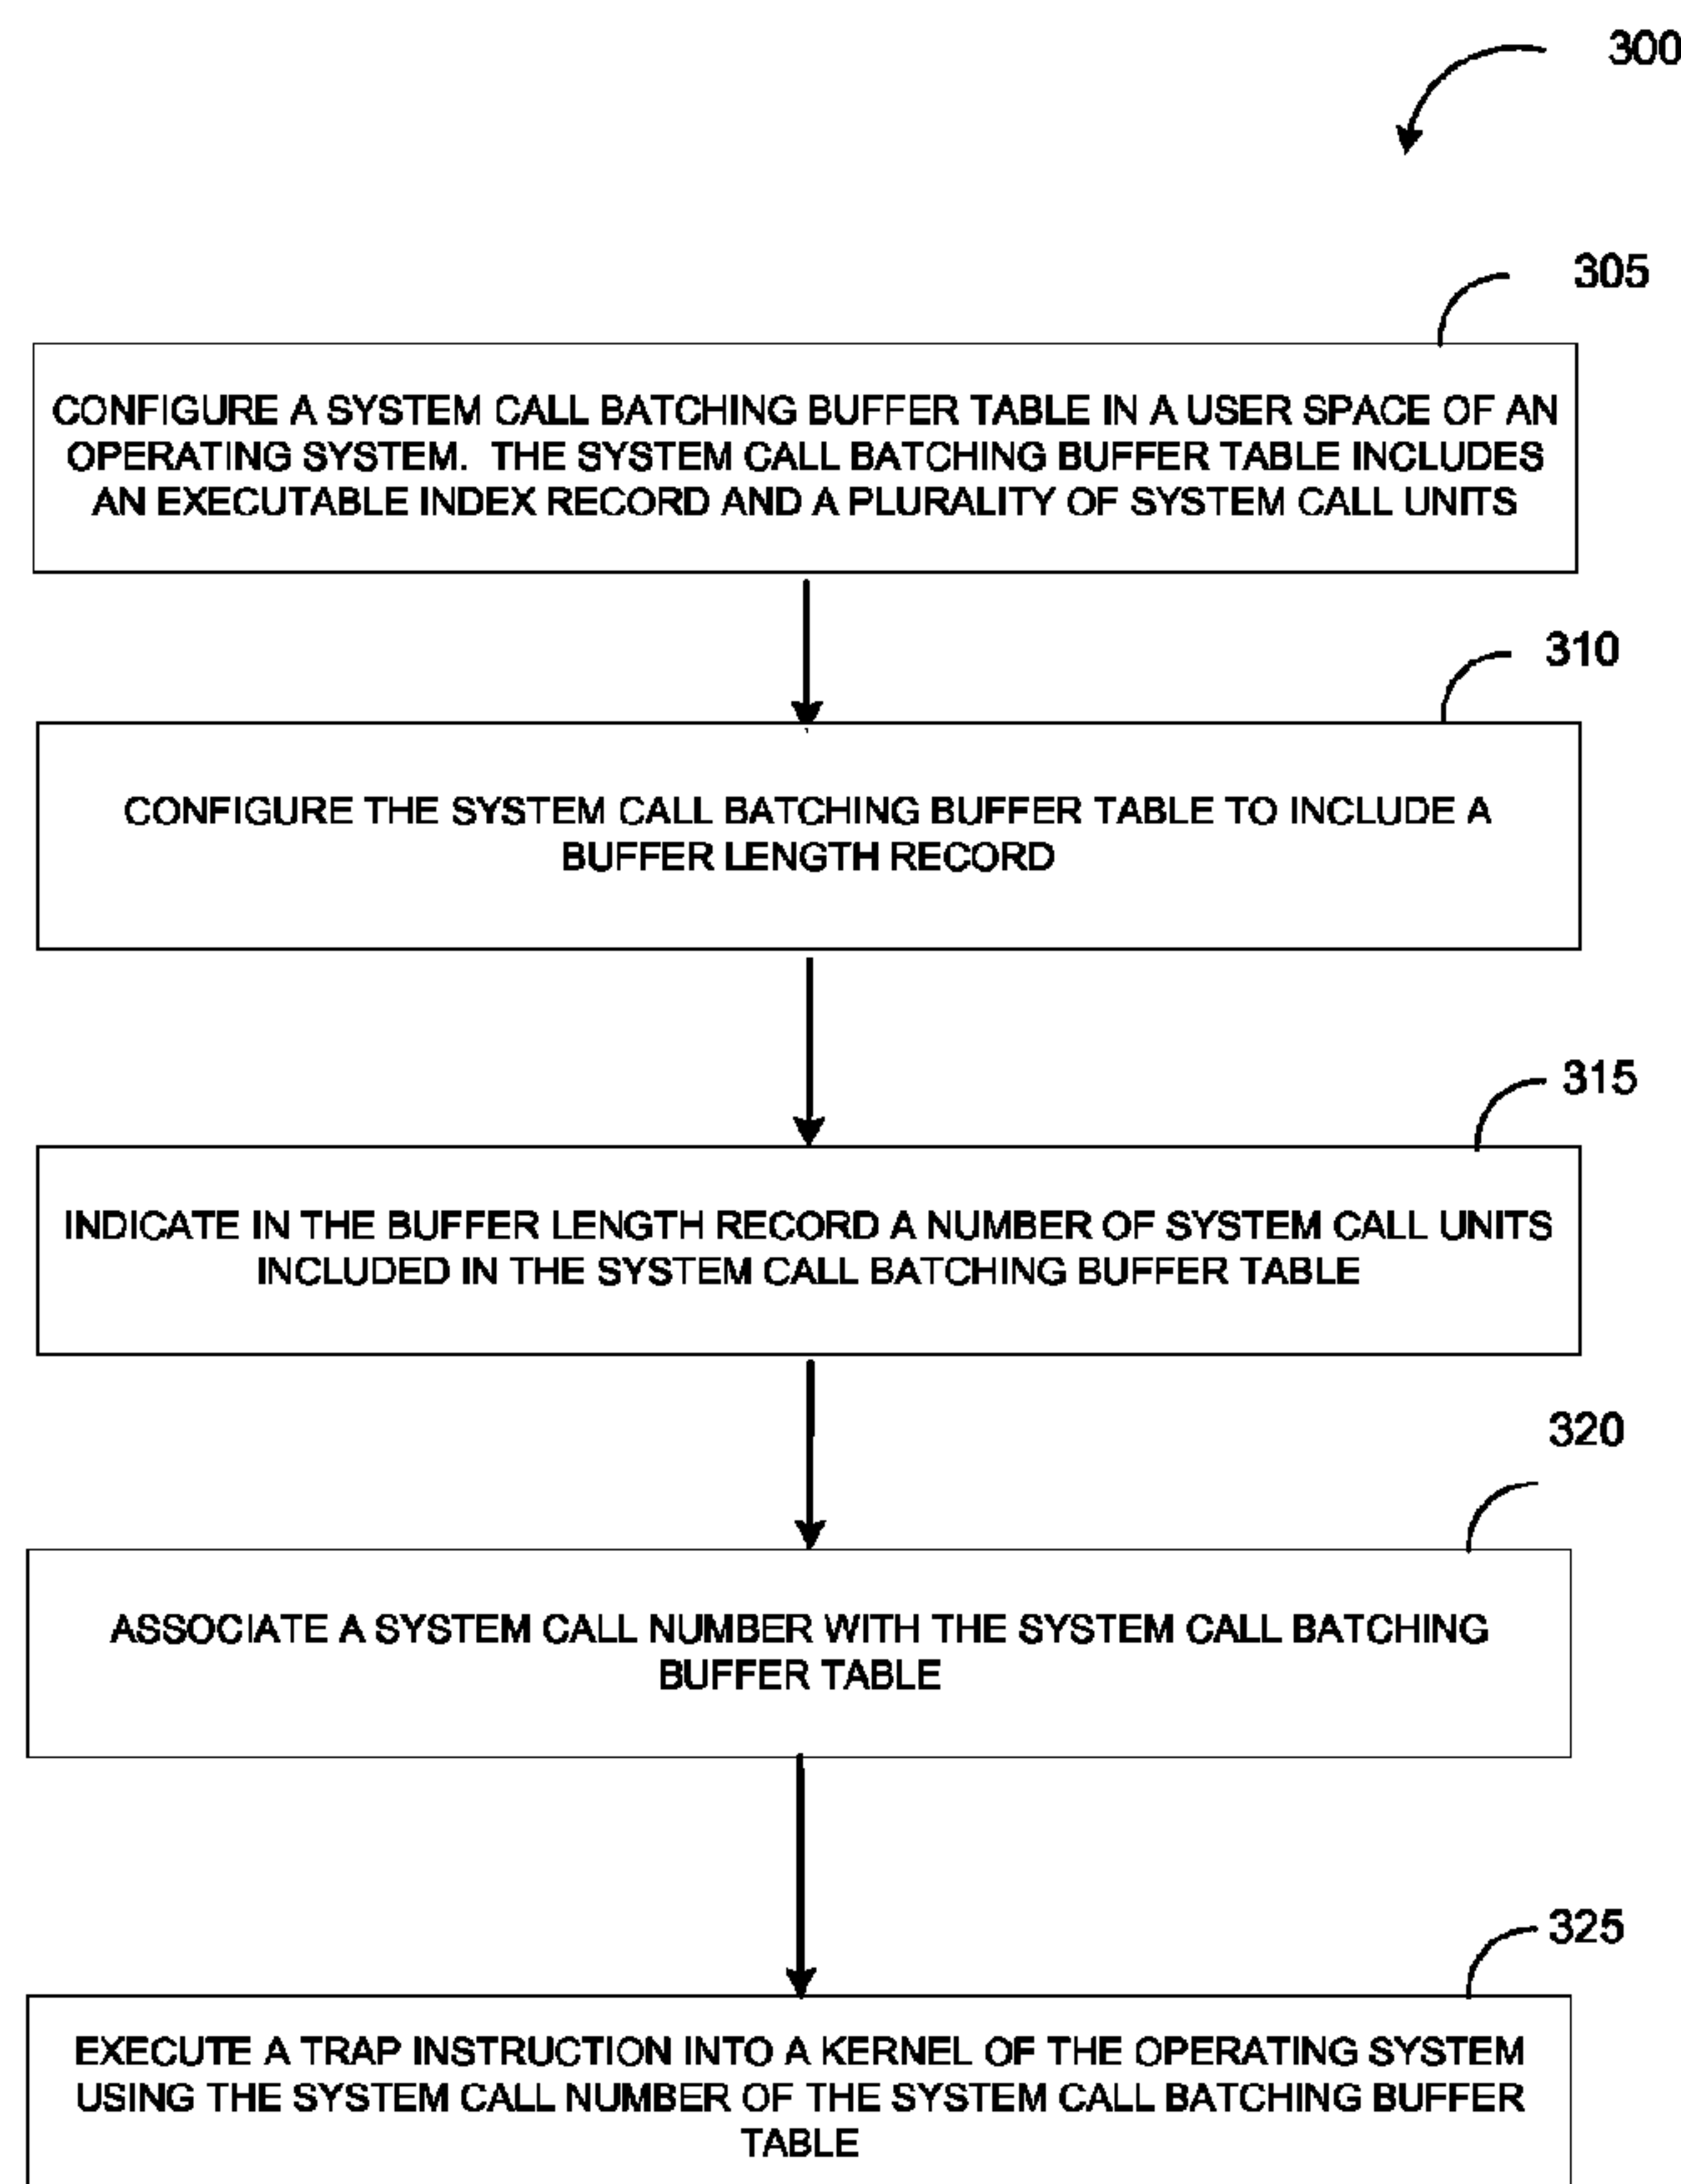 300
305
CONFIGURE A SYSTEM CALL BATCHING BUFFER TABLE IN A USER SPACE OF AN
OPERATING SYSTEM. THE SYSTEM CALL BATCHING BUFFER TABLE INCLUDES
AN EXECUTABLE INDEX RECORD AND A PLURALITY OF SYSTEM CALL UNITS
310
CONFIGURE THE SYSTEM CALL BATCHING BUFFER TABLE TO INCLUDE A
BUFFER LENGTH RECORD
315
INDICATE IN THE BUFFER LENGTH RECORD A NUMBER OF SYSTEM CALL UNITS
INCLUDED IN THE SYSTEM CALL BATCHING BUFFER TABLE
320
ASSOCIATE A SYSTEM CALL NUMBER WITH THE SYSTEM CALL BATCHING
BUFFER TABLE
325
EXECUTE A TRAP INSTRUCTION INTO A KERNEL OF THE OPERATING SYSTEM
USING THE SYSTEM CALL NUMBER OF THE SYSTEM CALL BATCHING BUFFER
TABLE